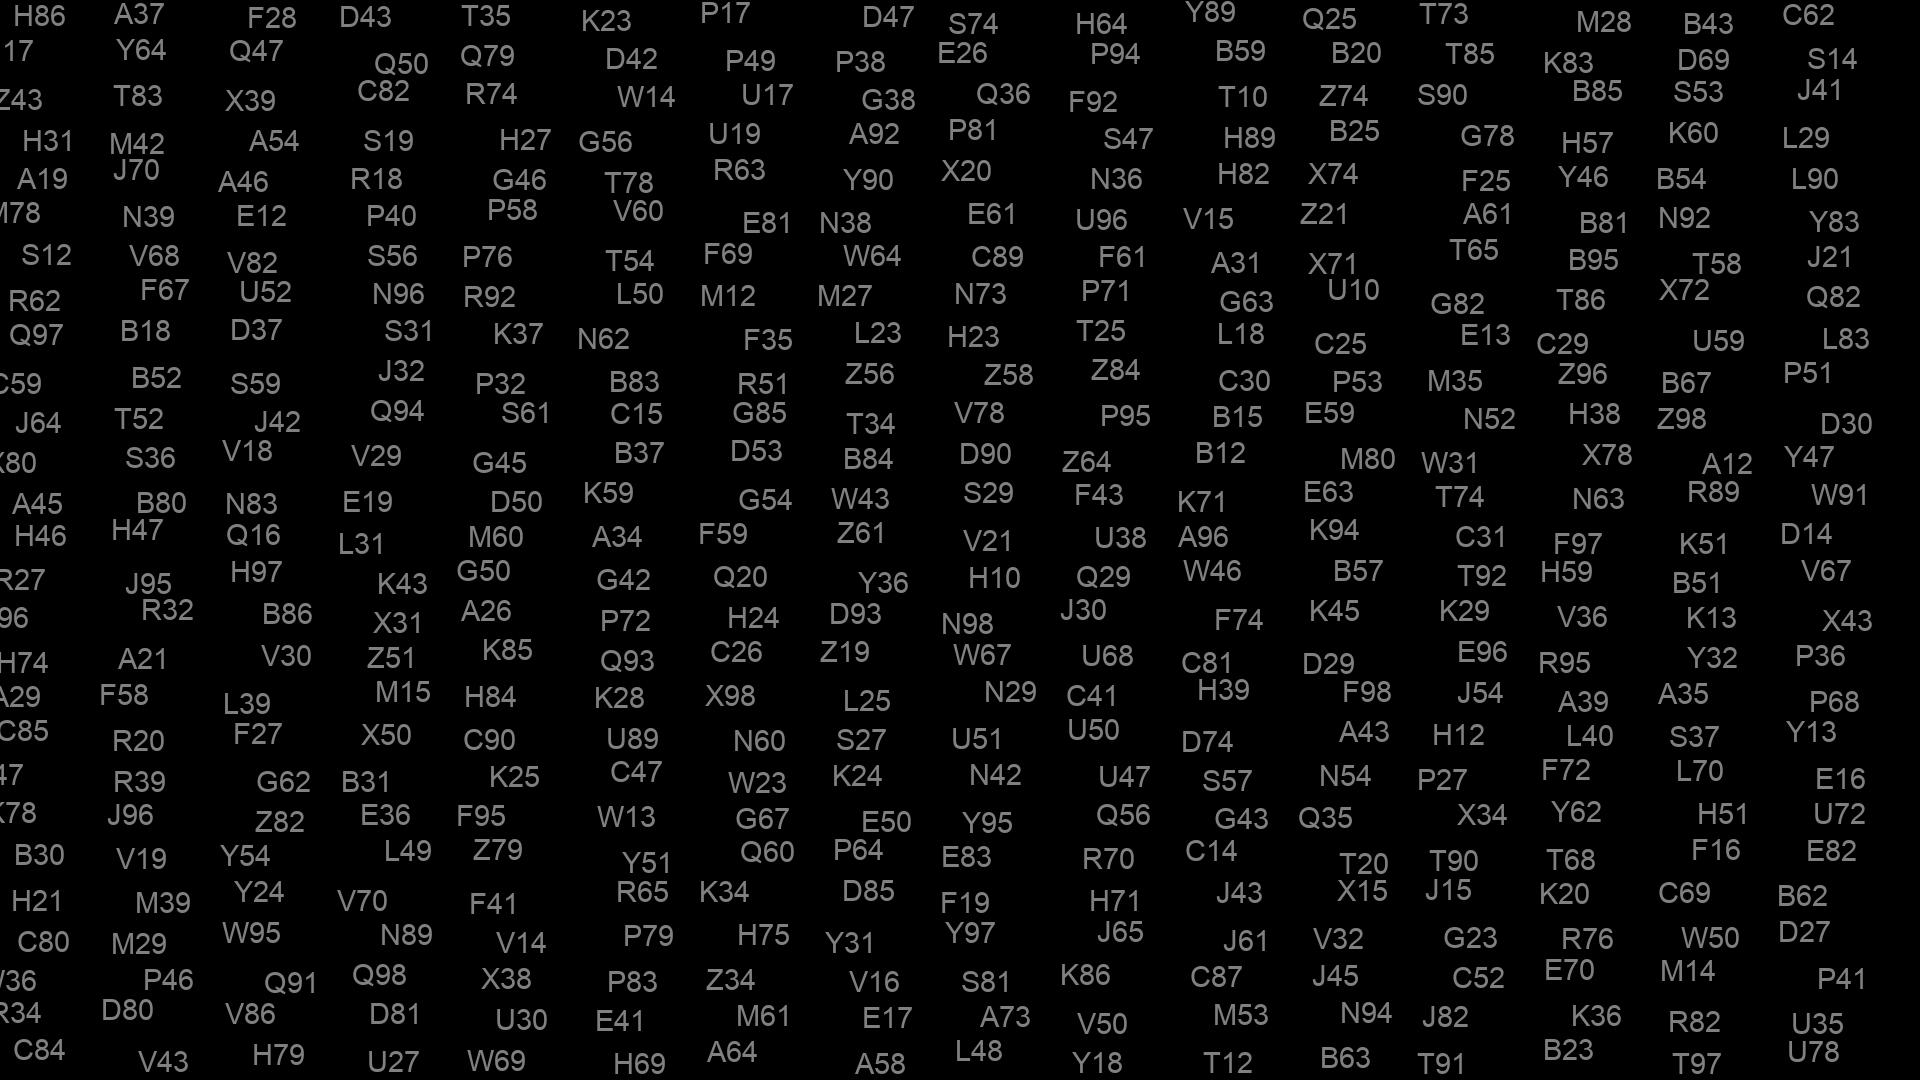 H86 A37 F28 D43 T35 K23 P17 D47 S74 H64 Y89 Q25 T73 M28 B43 C62
17 Y64 Q47 Q50 Q79 D42 P49 P38 E26 P94 B59 B20 T85 K83 D69 S14
Z43 T83 X39 C82 R74 W14 U17 G38 Q36 F92 T10 Z74 S90 B85 S53 J41
H31 M42 A54 S19 H27 G56 U19 A92 P81 S47 H89 B25 G78 H57 K60 L29
A19 J70 A46 R18 G46 T78 R63 Y90 X20 N36 H82 X74 F25 Y46 B54 L90
M78 N39 E12 P40 P58 V60 E81 N38 E61 U96 V15 Z21 A61 B81 N92 Y83
S12 V68 V82 S56 P76 T54 F69 W64 C89 F61 A31 X71 T65 B95 T58 J21
R62 F67 U52 N96 R92 L50 M12 M27 N73 P71 G63 U10 G82 T86 X72 Q82
Q97 B18 D37 S31 K37 N62 F35 L23 H23 T25 L18 C25 E13 C29 U59 L83
C59 B52 S59 J32 P32 B83 R51 Z56 Z58 Z84 C30 P53 M35 Z96 B67 P51
J64 T52 J42 Q94 S61 C15 G85 T34 V78 P95 B15 E59 N52 H38 Z98 D30
80 S36 V18 V29 G45 B37 D53 B84 D90 Z64 B12 M80 W31 X78 A12 Y47
A45 B80 N83 E19 D50 K59 G54 W43 S29 F43 K71 E63 T74 N63 R89 W91
H46 H47 Q16 L31 M60 A34 F59 Z61 V21 U38 A96 K94 C31 F97 K51 D14
R27 J95 H97 K43 G50 G42 Q20 Y36 H10 Q29 W46 B57 T92 H59 B51 V67
96 R32 B86 X31 A26 P72 H24 D93 N98 J30 F74 K45 K29 V36 K13 X43
H74 A21 V30 Z51 K85 Q93 C26 Z19 W67 U68 C81 D29 E96 R95 Y32 P36
A29 F58 L39 M15 H84 K28 X98 L25 N29 C41 H39 F98 J54 A39 A35 P68
C85 R20 F27 X50 C90 U89 N60 S27 U51 U50 D74 A43 H12 L40 S37 Y13
47 R39 G62 B31 K25 C47 W23 K24 N42 U47 S57 N54 P27 F72 L70 E16
78 J96 Z82 E36 F95 W13 G67 E50 Y95 Q56 G43 Q35 X34 Y62 H51 U72
B30 V19 Y54 L49 Z79 Y51 Q60 P64 E83 R70 C14 T20 T90 T68 F16 E82
H21 M39 Y24 V70 F41 R65 K34 D85 F19 H71 J43 X15 J15 K20 C69 B62
C80 M29 W95 N89 V14 P79 H75 Y31 Y97 J65 J61 V32 G23 R76 W50 D27
36 P46 Q91 Q98 X38 P83 Z34 V16 S81 K86 C87 J45 C52 E70 M14 P41
R34 D80 V86 D81 U30 E41 M61 E17 A73 V50 M53 N94 J82 K36 R82 U35
C84 V43 H79 U27 W69 H69 A64 A58 L48 Y18 T12 B63 T91 B23 T97 U78